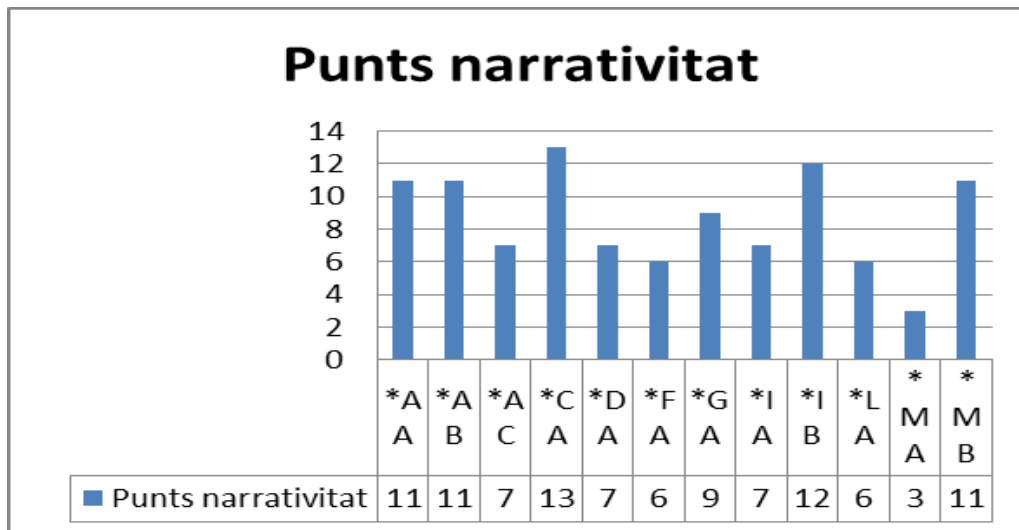 Punts narrativitat
14
12
10
8
6
4
2
0
*A A *A B *A C *C A *D A *F A *G A *I A *I B *L A * M A * M B
Punts narrativitat 11 11 7 13 7 6 9 7 12 6 3 11